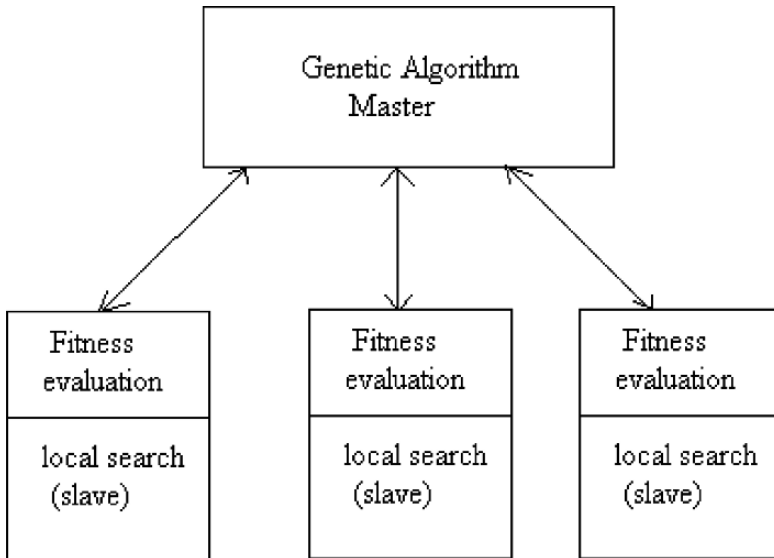 Genetic Algorithm
Master
Fitness
evaluation
local search
(slave)
Fitness
evaluation
local search
(slave)
Fitness
evaluation
local search
(slave)